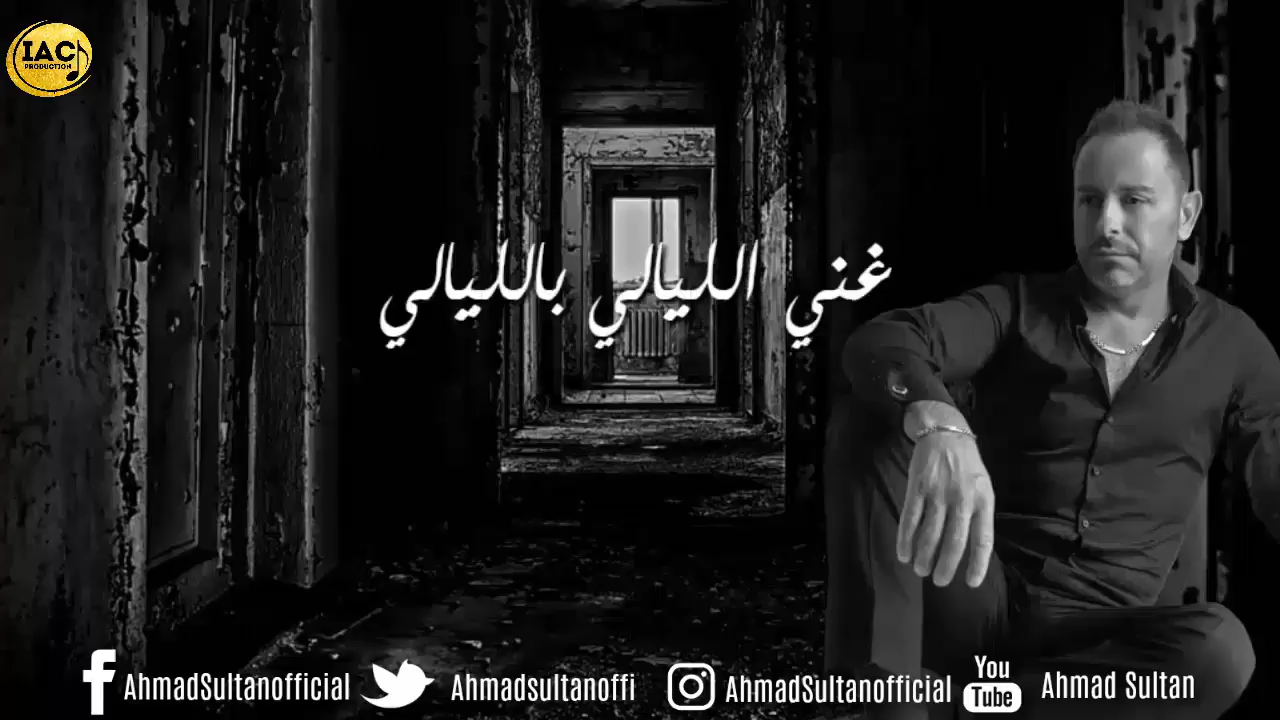 IAC
PRODUCTION
غني الليالي بالليالي
AhmadSultanofficial
Ahmadsultanoffi
AhmadSultanofficial
You
Tube
Ahmad Sultan